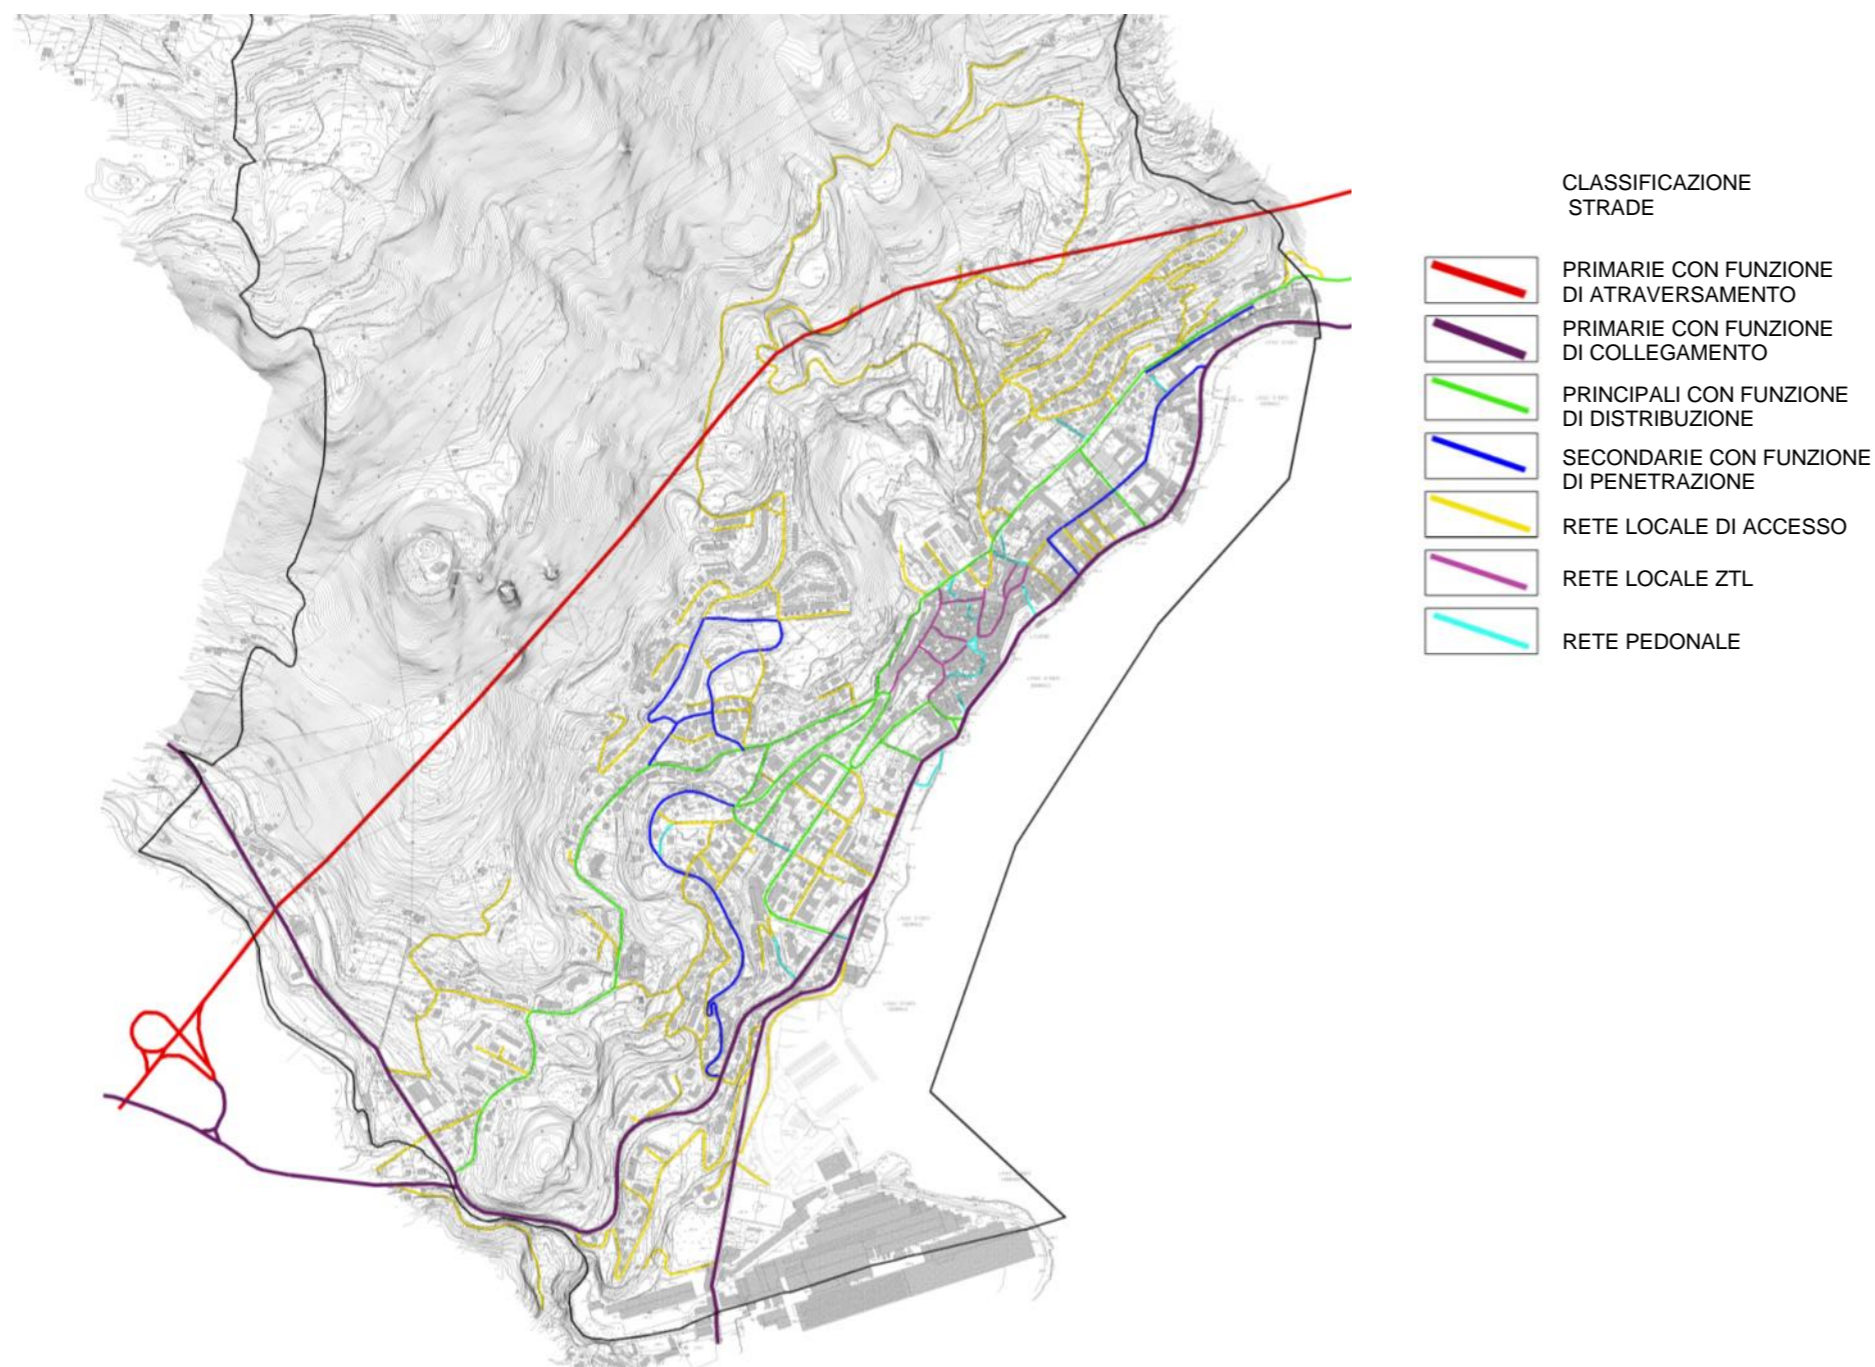 CLASSIFICAZIONE
STRADE
PRIMARIE CON FUNZIONE
DI ATRAVERSAMENTO
PRIMARIE CON FUNZIONE
DI COLLEGAMENTO
PRINCIPALI CON FUNZIONE
DI DISTRIBUZIONE
SECONDARIE CON FUNZIONE
DI PENETRAZIONE
RETE LOCALE DI ACCESSO
RETE LOCALE ZTL
RETE PEDONALE